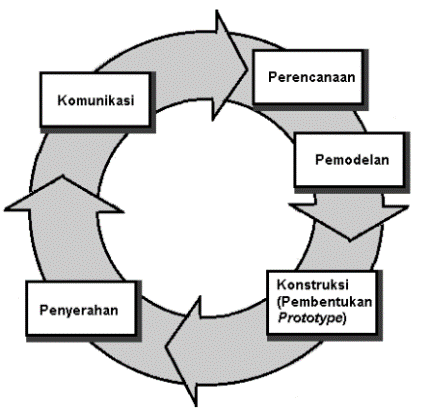 Komunikasi
Perencanaan
Pemodelan
Konstruksi
(Pembentukan
Prototype)
Penyerahan